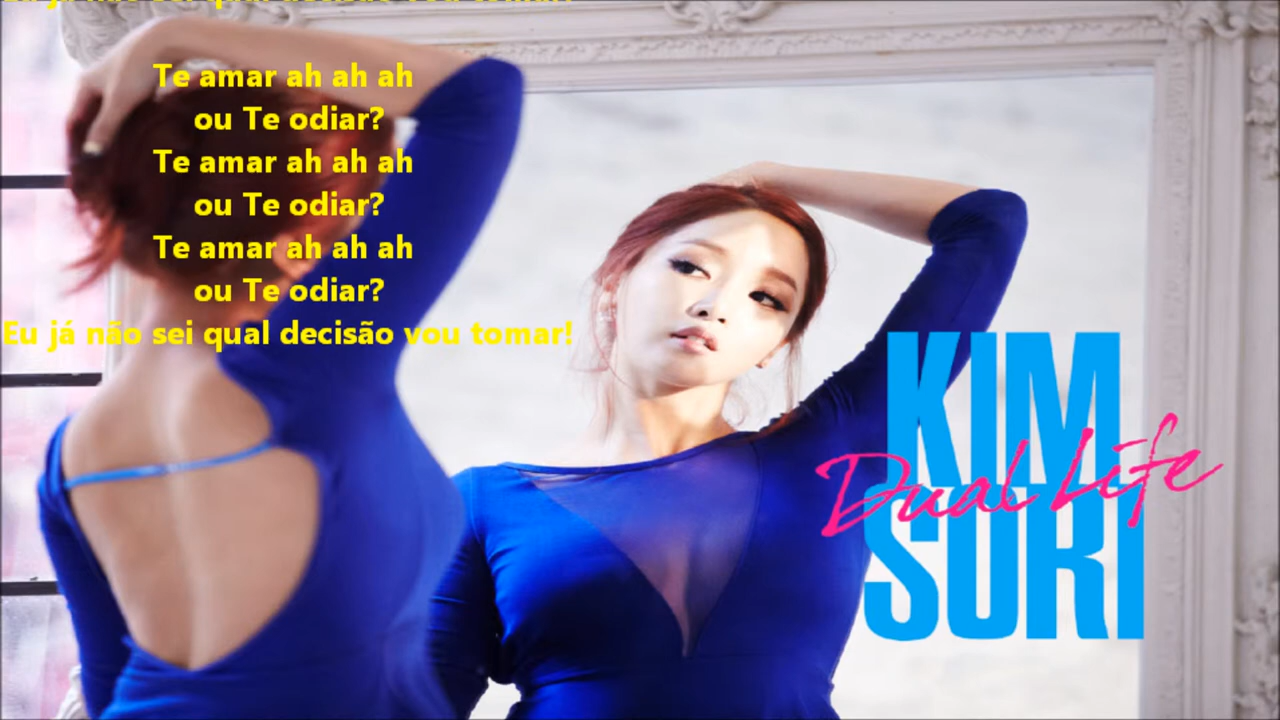 Te amar ah ah ah
ou Te odiar?
Te amar ah ah ah
ou Te odiar?
Te amar ah ah ah
ou Te odiar?
Eu já não sei qual decisão vou tomar!
KIM
Dual Life
SORI